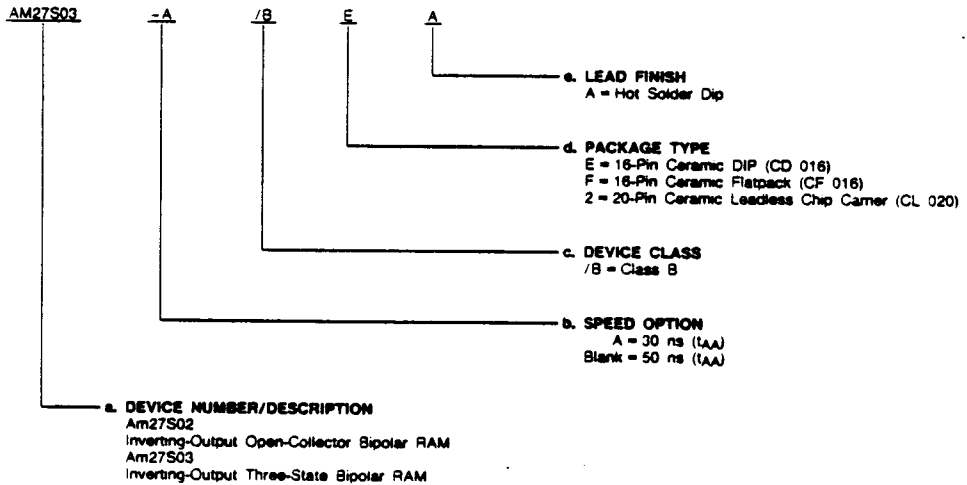 AM27S03 -A /B E A
e. LEAD FINISH
A = Hot Solder Dip
d. PACKAGE TYPE
E = 16-Pin Ceramic DIP (CD 016)
F = 16-Pin Ceramic Flatpack (CF 016)
2 = 20-Pin Ceramic Leadless Chip Carrier (CL 020)
c. DEVICE CLASS
/B = Class B
b. SPEED OPTION
A = 30 ns (tAA)
Blank = 50 ns (tAA)
a. DEVICE NUMBER/DESCRIPTION
Am27S02
Inverting-Output Open-Collector Bipolar RAM
Am27S03
Inverting-Output Three-State Bipolar RAM